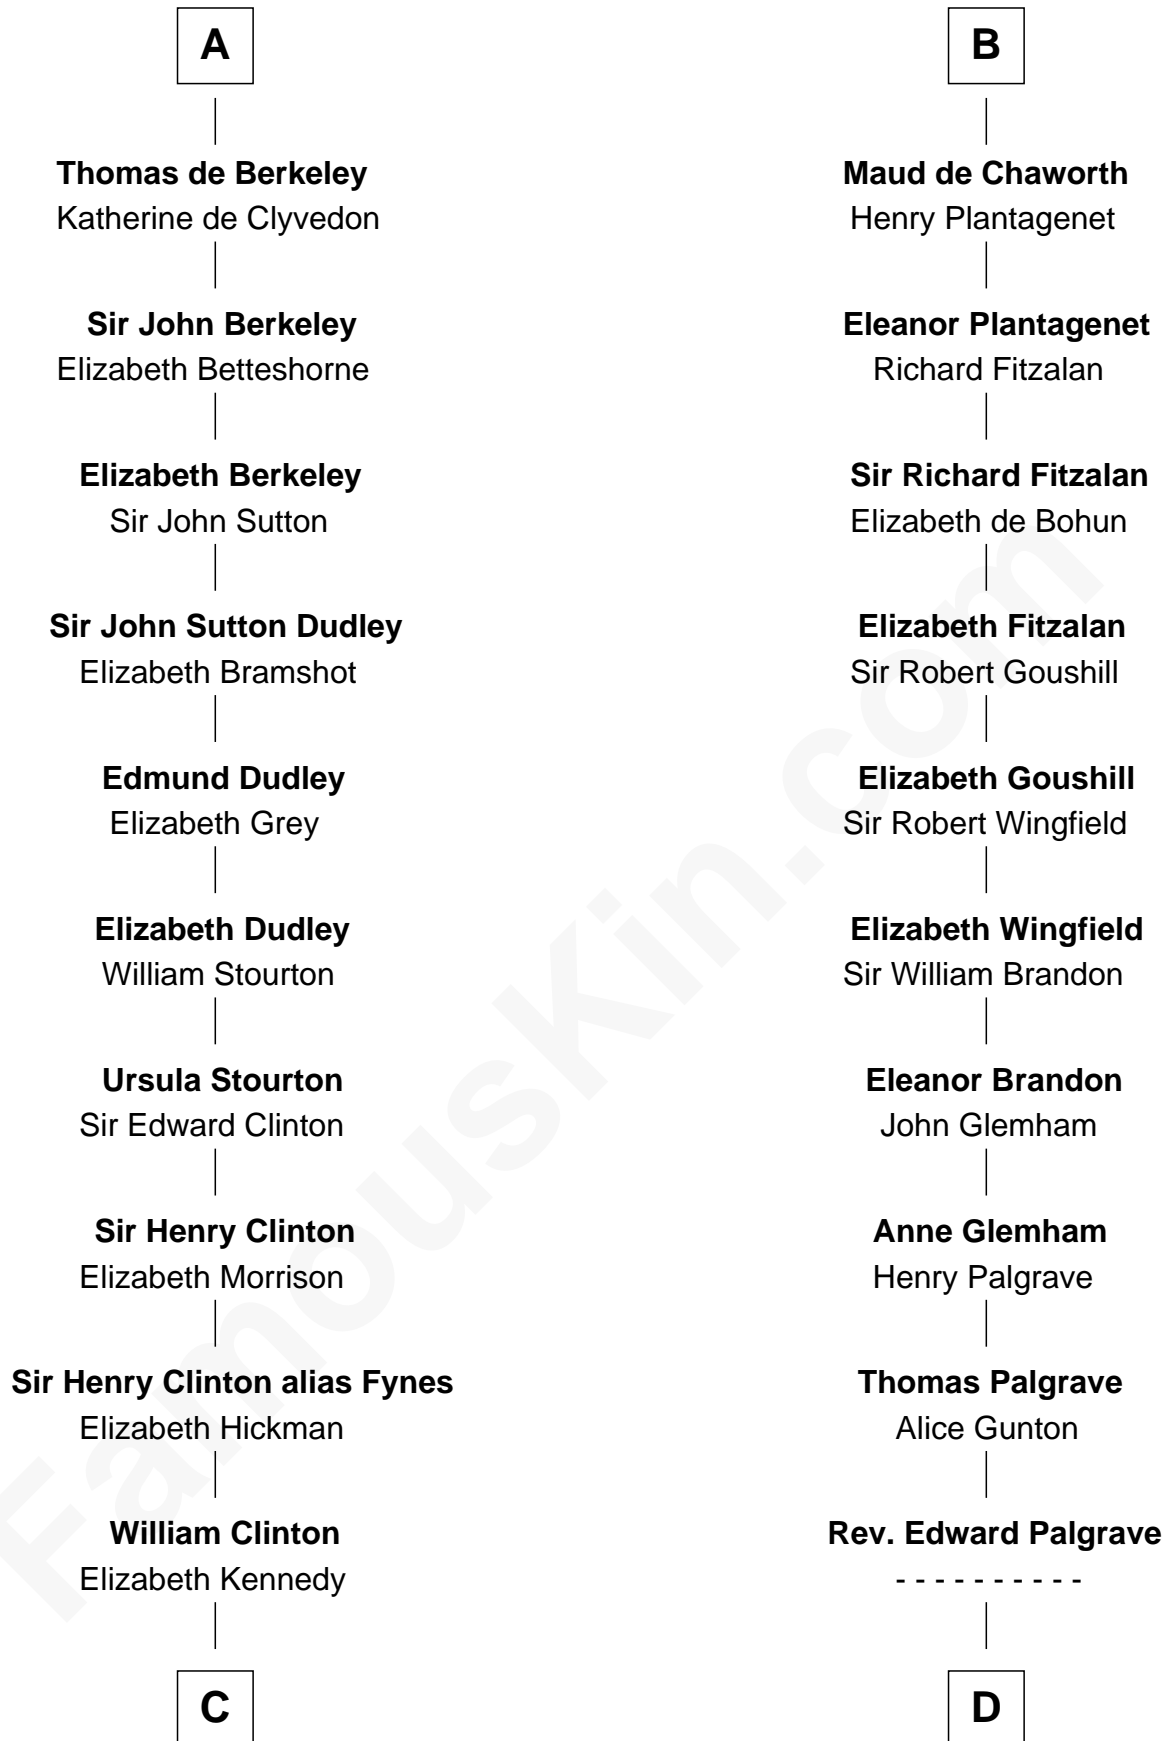 A
Thomas de Berkeley
Katherine de Clyvedon
Sir John Berkeley
Elizabeth Betteshorne
Elizabeth Berkeley
Sir John Sutton
Sir John Sutton Dudley
Elizabeth Bramshot
Edmund Dudley
Elizabeth Grey
Elizabeth Dudley
William Stourton
Ursula Stourton
Sir Edward Clinton
Sir Henry Clinton
Elizabeth Morrison
Sir Henry Clinton alias Fynes
Elizabeth Hickman
William Clinton
Elizabeth Kennedy
C
B
Maud de Chaworth
Henry Plantagenet
Eleanor Plantagenet
Richard Fitzalan
Sir Richard Fitzalan
Elizabeth de Bohun
Elizabeth Fitzalan
Sir Robert Goushill
Elizabeth Goushill
Sir Robert Wingfield
Elizabeth Wingfield
Sir William Brandon
Eleanor Brandon
John Glemham
Anne Glemham
Henry Palgrave
Thomas Palgrave
Alice Gunton
Rev. Edward Palgrave
- - - - - - - - - -
D
FamousKin.com